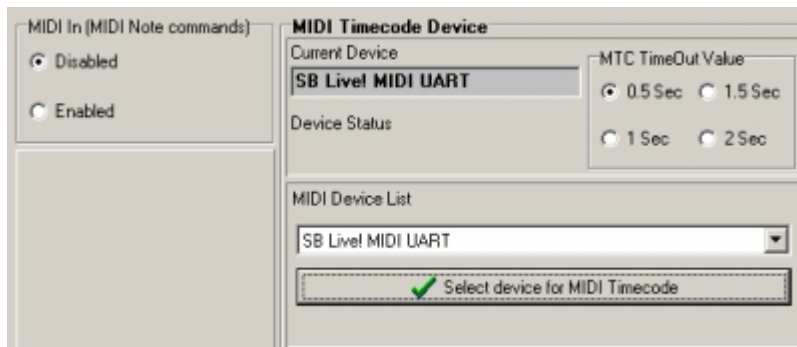 MIDI In (MIDI Note commands)
Disabled
Enabled
MIDI Timecode Device
Current Device
SB Live! MIDI UART
Device Status
MTC TimeOut Value
0.5 Sec
1.5 Sec
1 Sec
2 Sec
MIDI Device List
SB Live! MIDI UART
Select device for MIDI Timecode